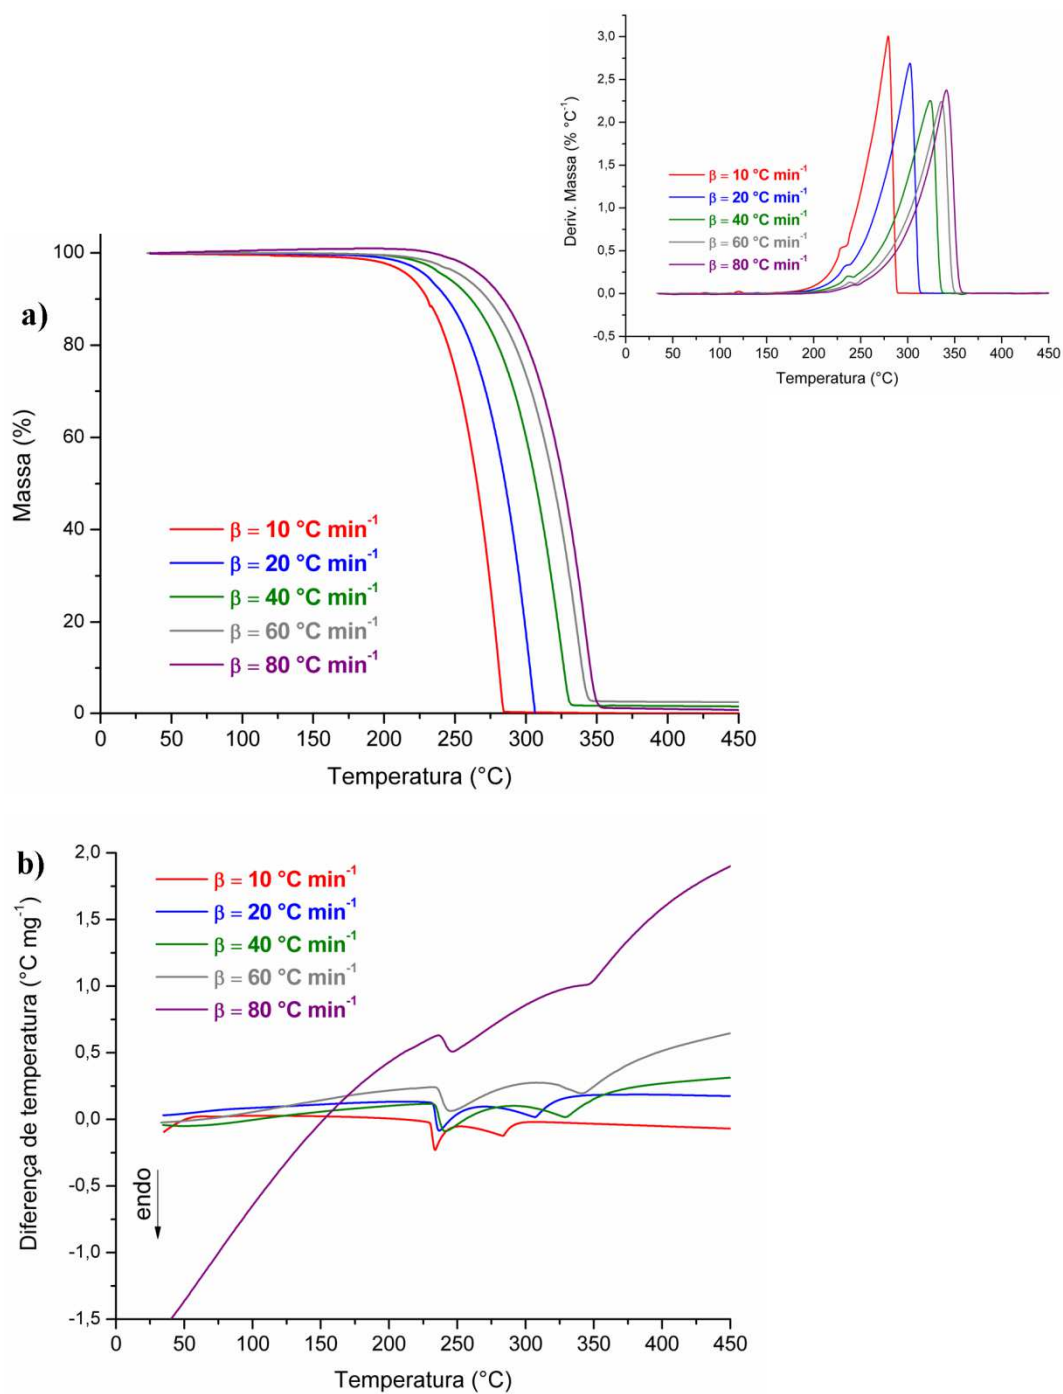 3,0
2,5
2,0
1,5
1,0
0,5
0,0
-0,5
Deriv. Massa (% °C⁻¹)
β = 10 °C min⁻¹
β = 20 °C min⁻¹
β = 40 °C min⁻¹
β = 60 °C min⁻¹
β = 80 °C min⁻¹
0 50 100 150 200 250 300 350 400 450
Temperatura (°C)
a)
100
80
60
40
20
0
Massa (%)
β = 10 °C min⁻¹
β = 20 °C min⁻¹
β = 40 °C min⁻¹
β = 60 °C min⁻¹
β = 80 °C min⁻¹
0 50 100 150 200 250 300 350 400 450
Temperatura (°C)
b)
2,0
1,5
1,0
0,5
0,0
-0,5
-1,0
-1,5
Diferença de temperatura (°C mg⁻¹)
β = 10 °C min⁻¹
β = 20 °C min⁻¹
β = 40 °C min⁻¹
β = 60 °C min⁻¹
β = 80 °C min⁻¹
endo
0 50 100 150 200 250 300 350 400 450
Temperatura (°C)